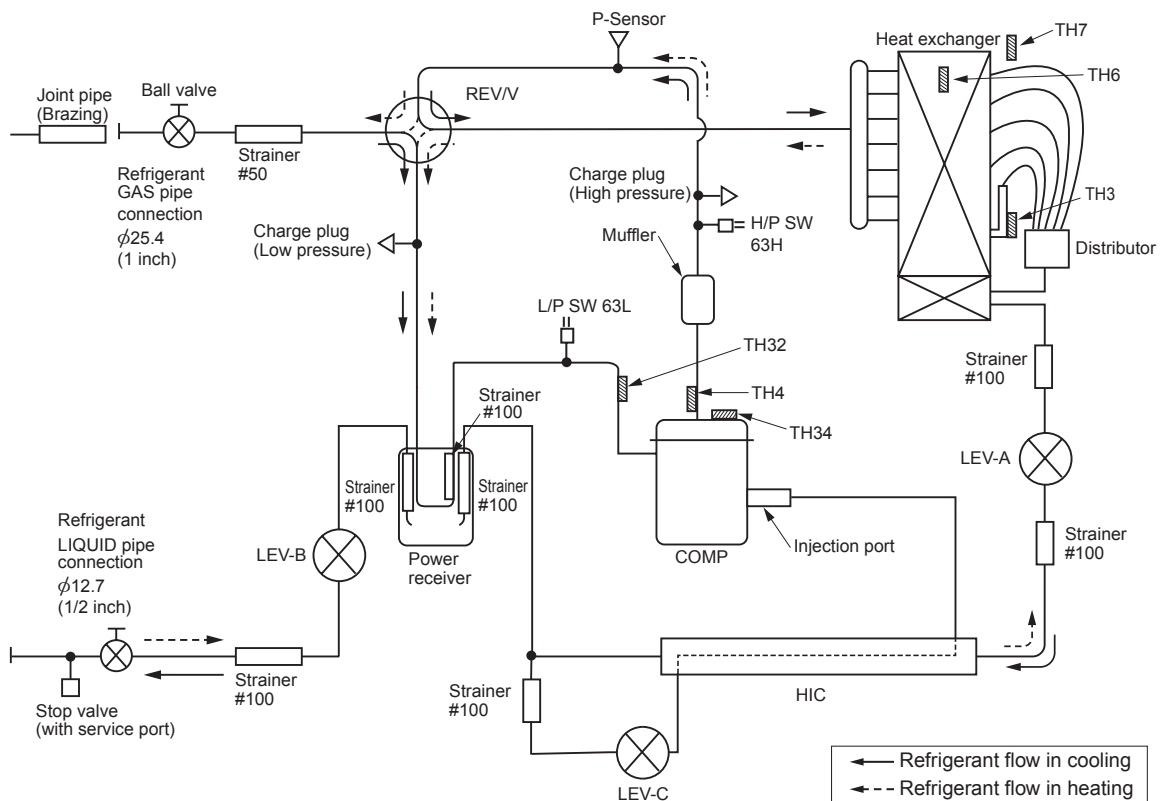 P-Sensor
Heat exchanger
TH7
TH6
Joint pipe
(Brazing)
Ball valve
REV/V
Strainer
#50
Refrigerant
GAS pipe
connection
ϕ25.4
(1 inch)
Charge plug
(High pressure)
TH3
H/P SW
63H
Charge plug
(Low pressure)
Muffler
Distributor
L/P SW 63L
TH32
Strainer
#100
Strainer
#100
TH4
TH34
LEV-A
Strainer
#100
Strainer
#100
Refrigerant
LIQUID pipe
connection
ϕ12.7
(1/2 inch)
LEV-B
Power
receiver
COMP
Injection port
Strainer
#100
Strainer
#100
Stop valve
(with service port)
Strainer
#100
HIC
LEV-C
Refrigerant flow in cooling
Refrigerant flow in heating